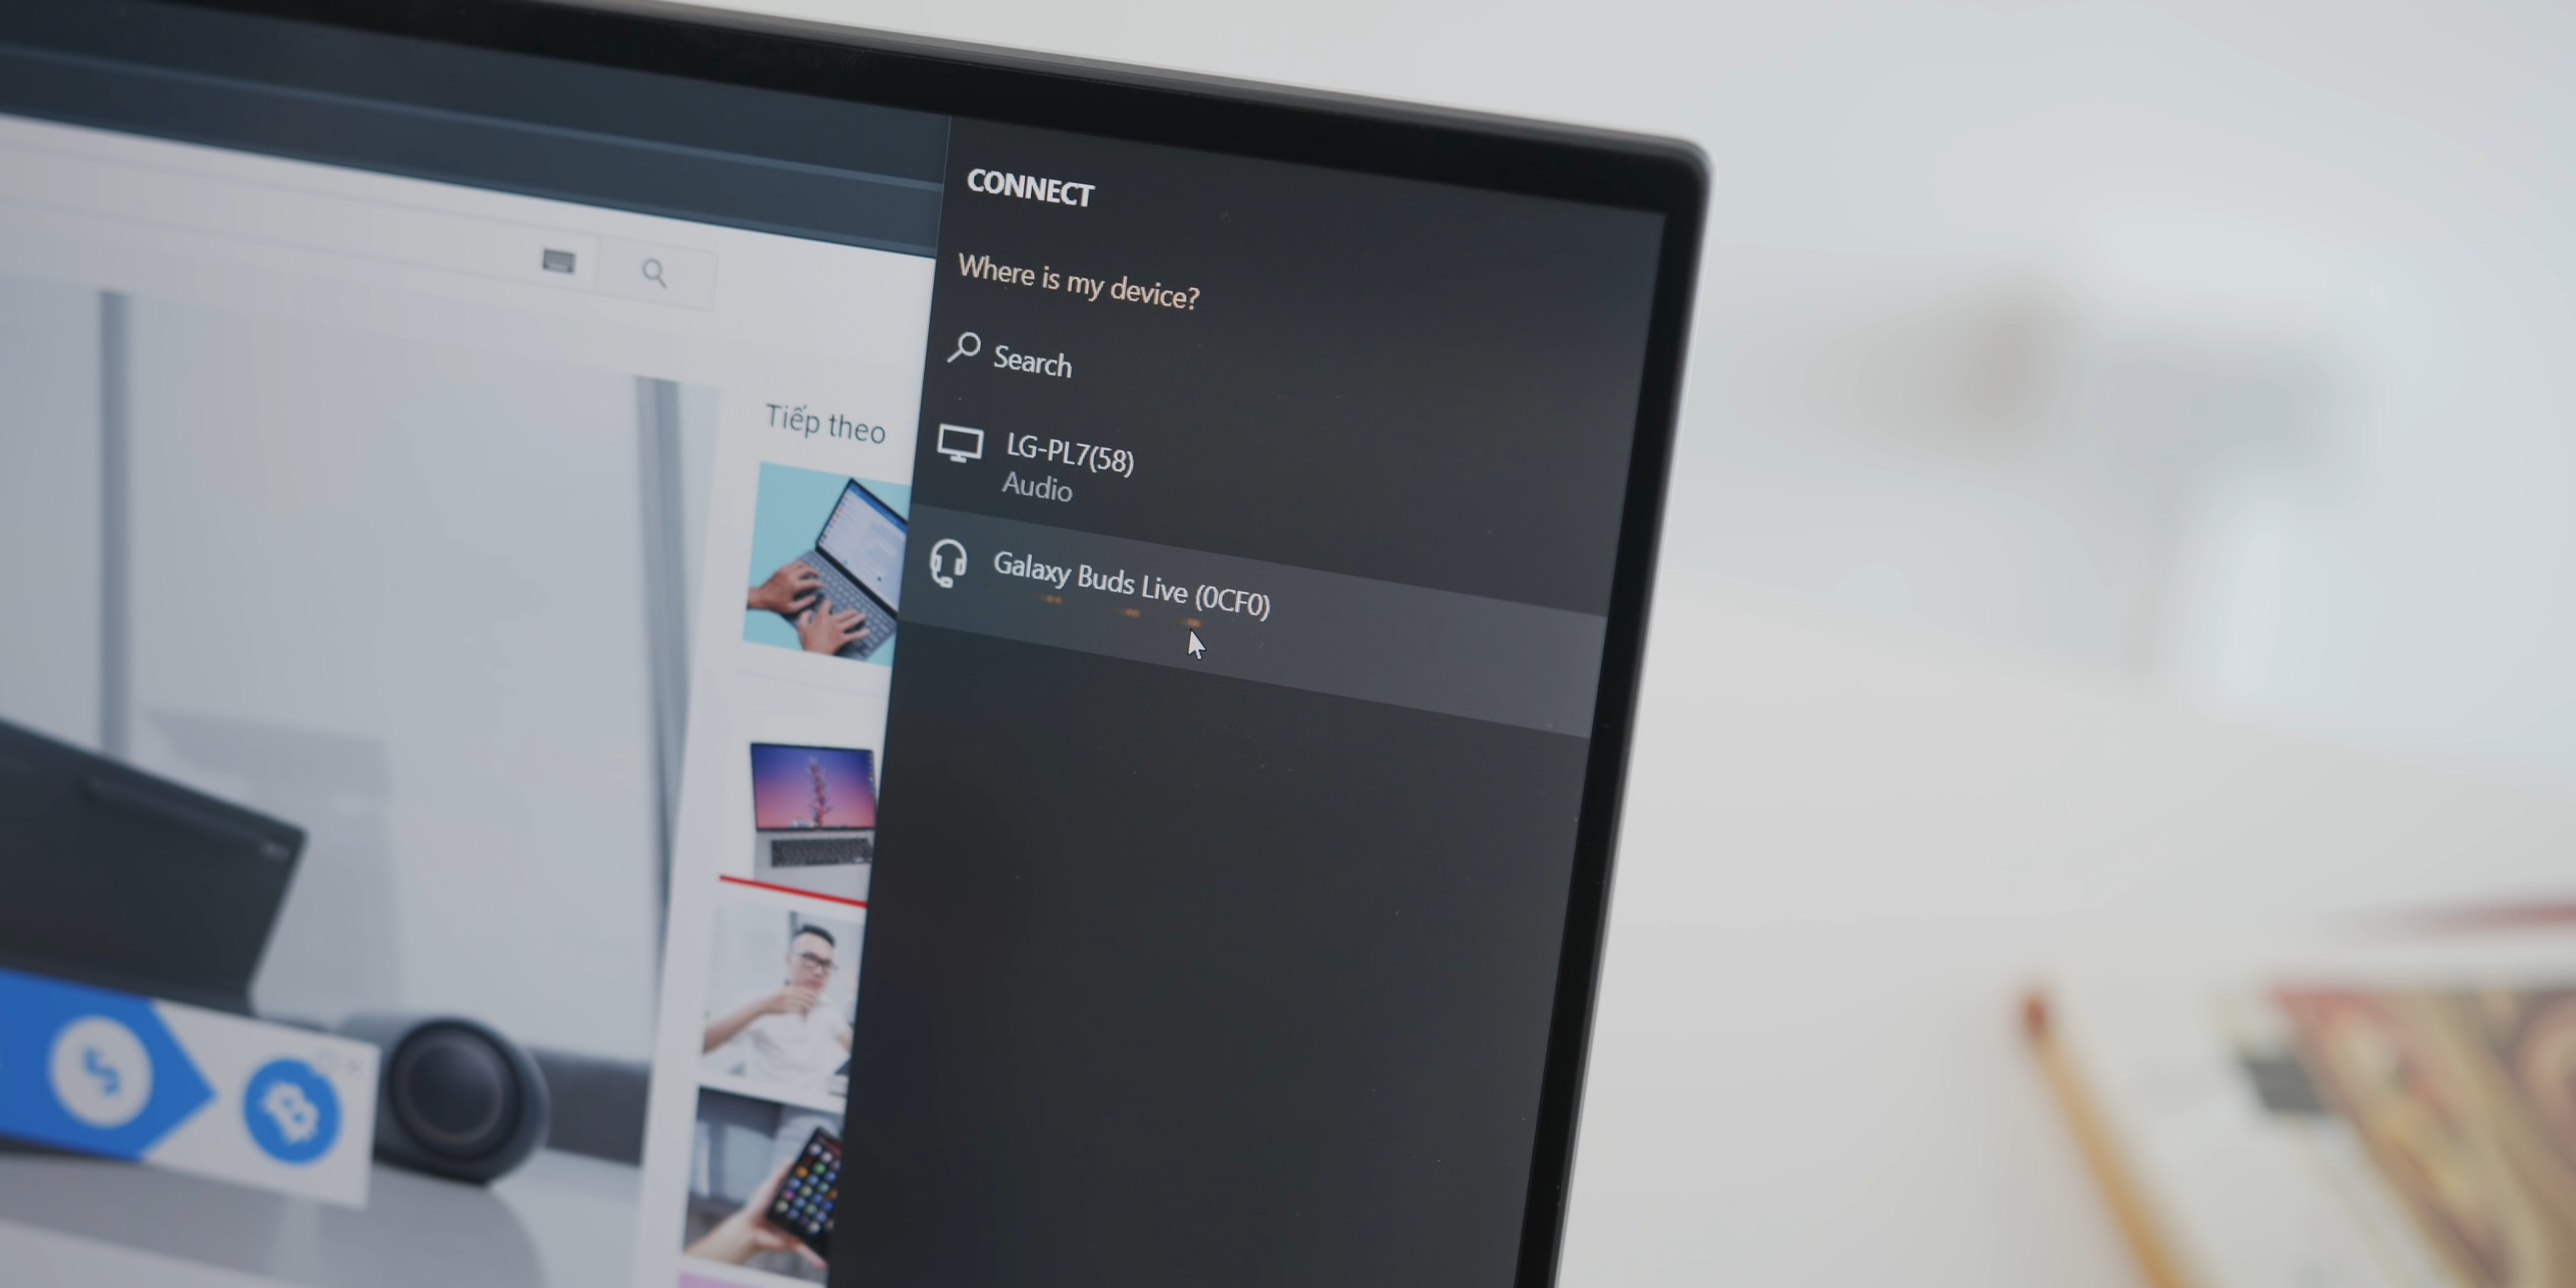 CONNECT
Where is my device?
Search
LG-PL7(58)
Audio
Galaxy Buds Live (0CF0)
Tiếp theo